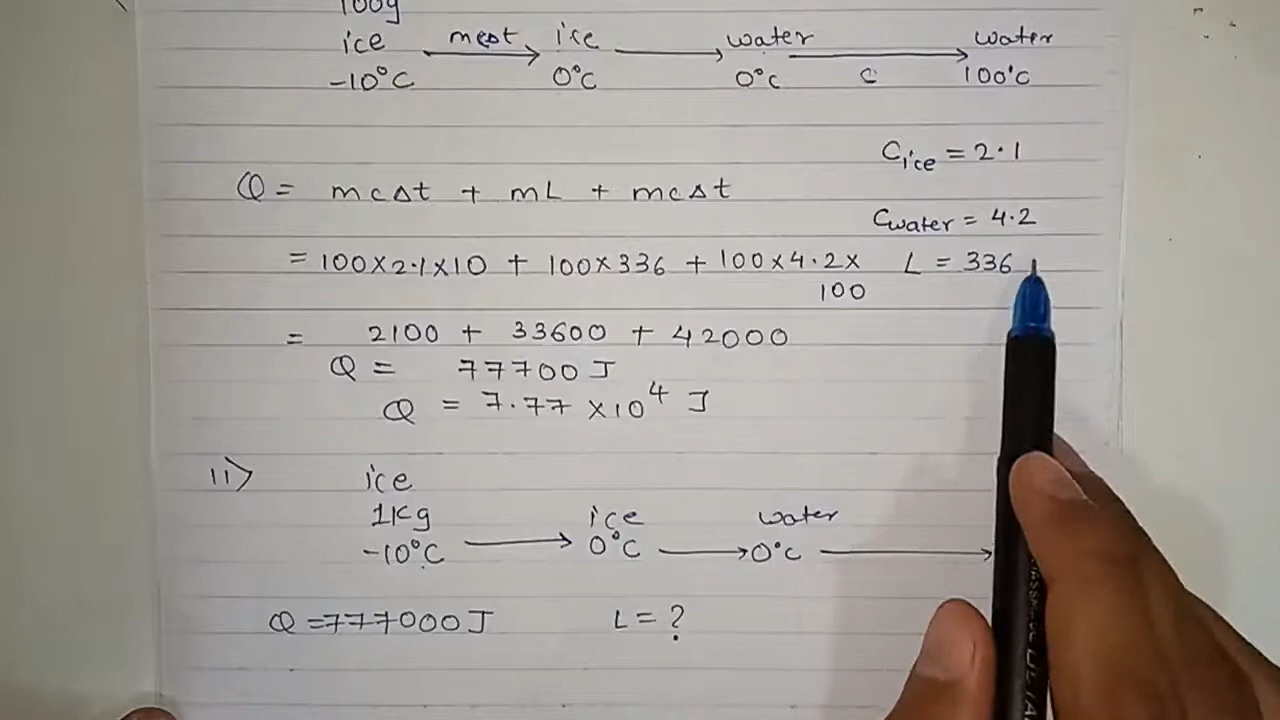 100g
ice mcΔt ice water water
-10°C 0°C 0°C C 100°C
Cice = 2.1
Q = mcΔt + mL + mcΔt
Cwater = 4.2
= 100×2.1×10 + 100×336 + 100×4.2× L = 336
100
= 2100 + 33600 + 42000
Q = 77700 J
Q = 7.77 ×10⁴ J
11) ice
1Kg ice water
-10°C 0°C 0°C
Q = 777000 J L = ?